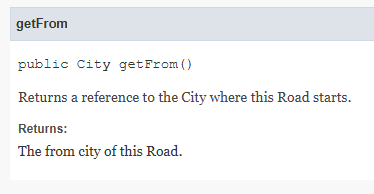 getFrom
public City getFrom()
Returns a reference to the City where this Road starts.
Returns:
The from city of this Road.